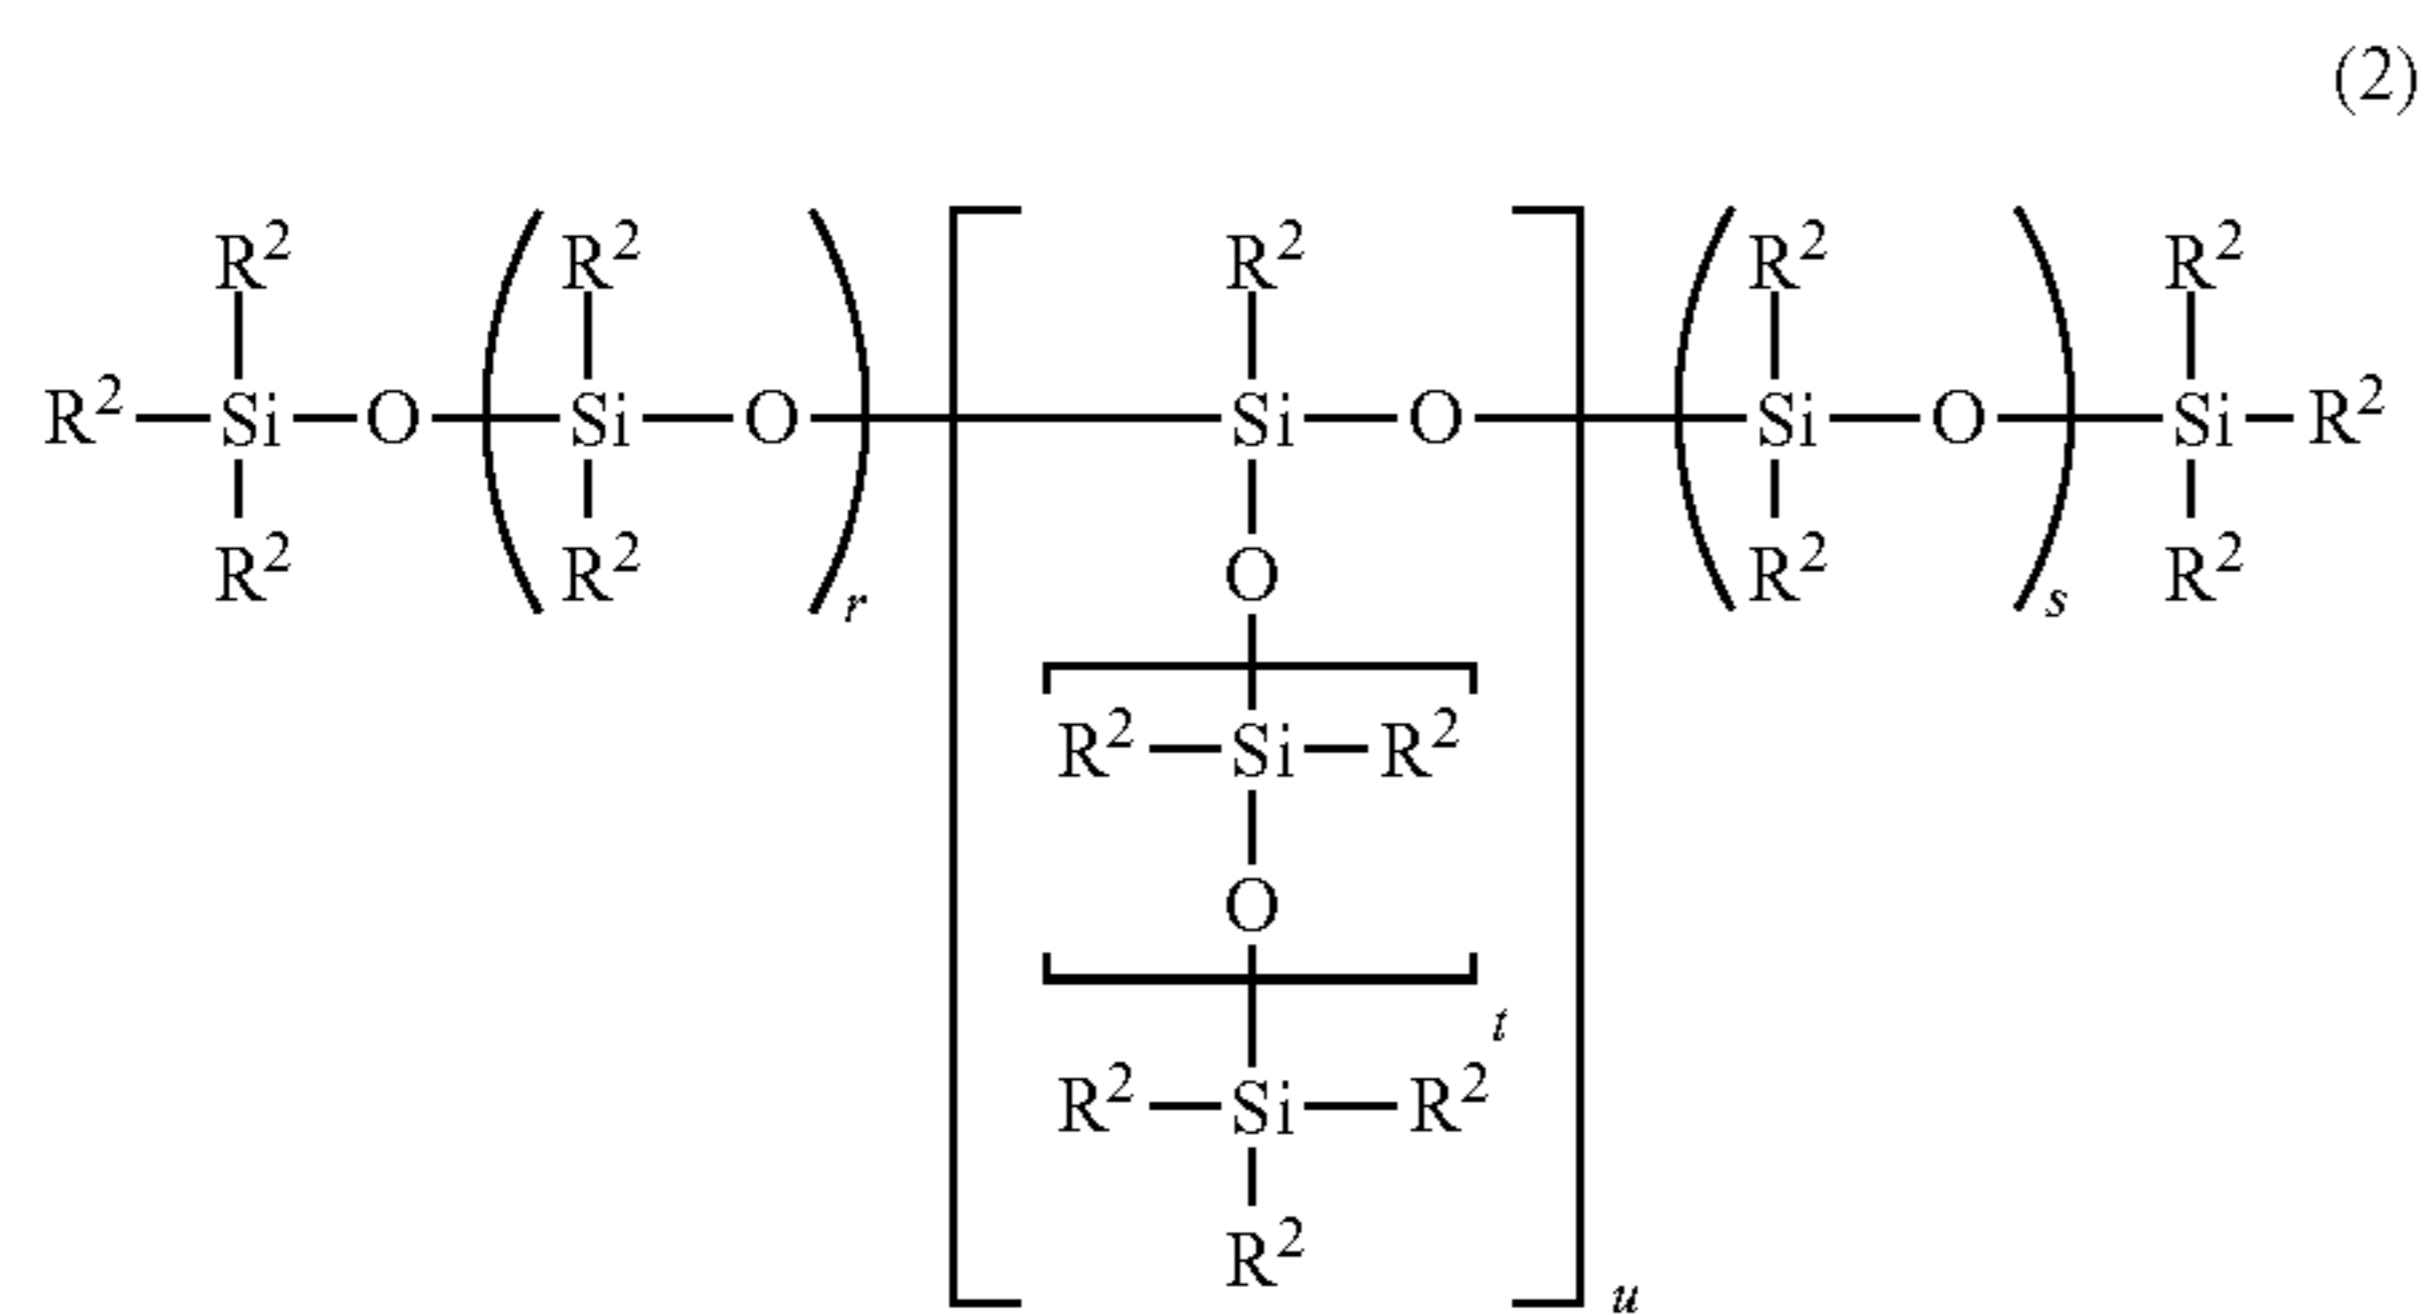 (2)
R² R² R² R² R²
R²—Si—O—(Si—O)r—[Si—O]u—(Si—O)s—Si—R²
R² R² O R² R²
R²—Si—R²
O
t
R²—Si—R²
R²